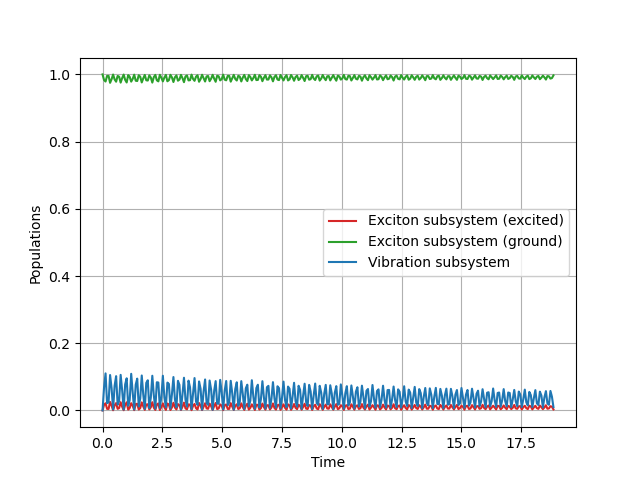 1.0
0.8
0.6
0.4
0.2
0.0
Populations
Exciton subsystem (excited)
Exciton subsystem (ground)
Vibration subsystem
0.0 2.5 5.0 7.5 10.0 12.5 15.0 17.5
Time